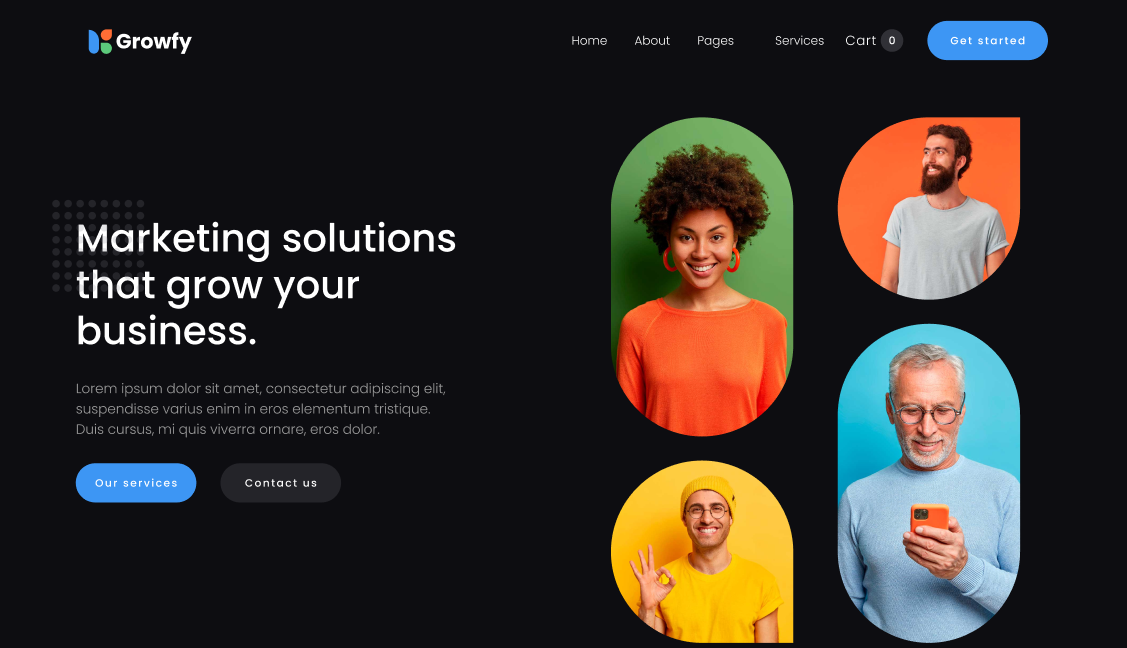 Growfy
Home About Pages Services Cart 0 Get started
Marketing solutions
that grow your
business.
Lorem ipsum dolor sit amet, consectetur adipiscing elit,
suspendisse varius enim in eros elementum tristique.
Duis cursus, mi quis viverra ornare, eros dolor.
Our services Contact us